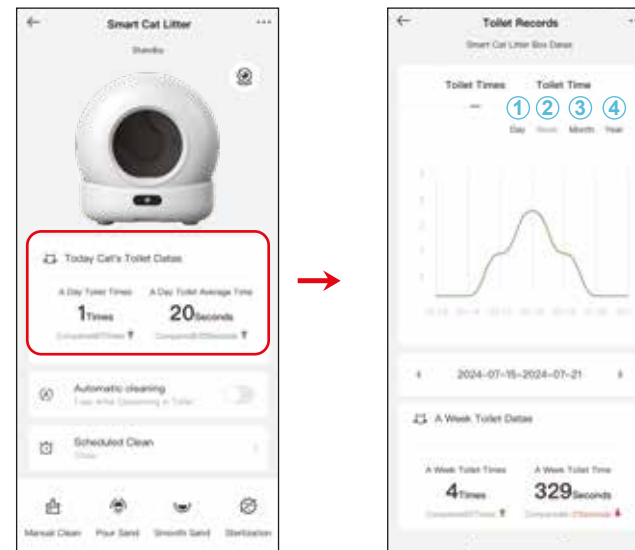 Smart Cat Litter
Standby
Today Cat's Toilet Datas
A Day Toilet Times
A Day Toilet Average Time
1Times
20Seconds
Automatic cleaning
Scheduled Clean
Manual Clean
Pour Sand
Smooth Sand
Sterilization
Toilet Records
Smart Cat Litter Box Datas
Toilet Times
Toilet Time
1 2 3 4
Day Week Month Year
2024-07-15-2024-07-21
A Week Toilet Datas
A Week Toilet Times
A Week Toilet Time
4Times
329Seconds